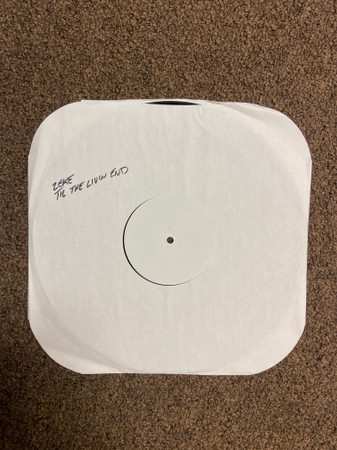 ZEKE
'TIL THE LIVIN END